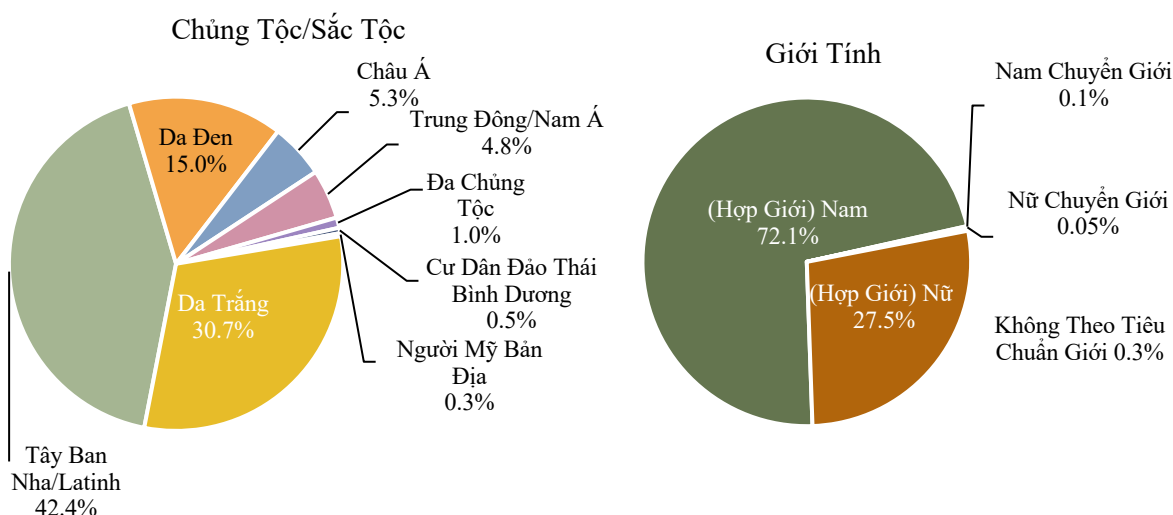 Chủng Tộc/Sắc Tộc
Châu Á
5.3%
Trung Đông/Nam Á
4.8%
Đa Chủng
Tộc
1.0%
Cư Dân Đảo Thái
Bình Dương
0.5%
Người Mỹ Bản
Địa
0.3%
Da Đen
15.0%
Da Trắng
30.7%
Tây Ban
Nha/Latinh
42.4%
Giới Tính
Nam Chuyển Giới
0.1%
Nữ Chuyển Giới
0.05%
(Hợp Giới) Nam
72.1%
(Hợp Giới) Nữ
27.5%
Không Theo Tiêu
Chuẩn Giới 0.3%